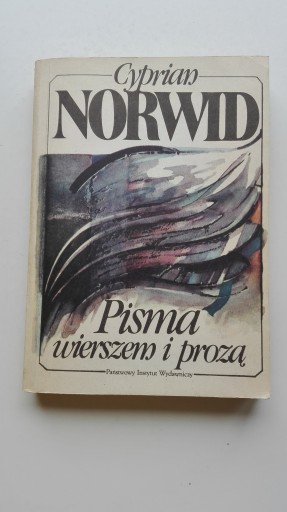 Cyprian
NORWID
Pisma
wierszem i prozą
Państwowy Instytut Wydawniczy